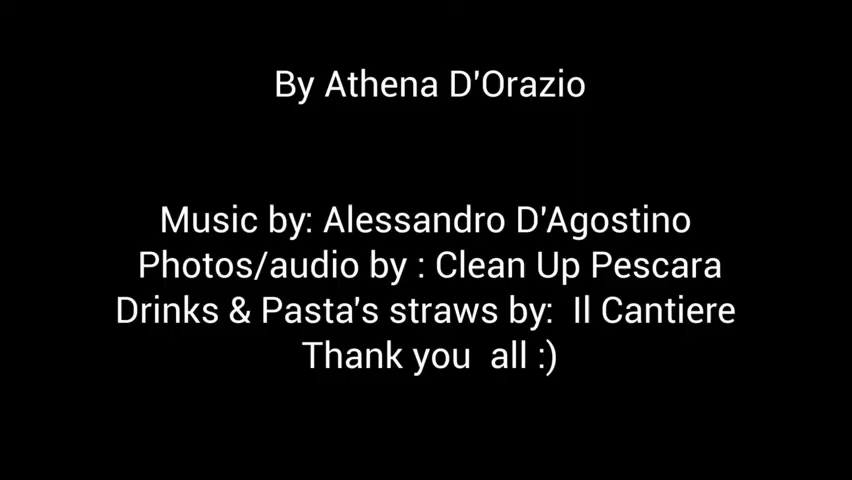 By Athena D'Orazio
Music by: Alessandro D'Agostino
Photos/audio by : Clean Up Pescara
Drinks & Pasta's straws by:  Il Cantiere
Thank you  all :)